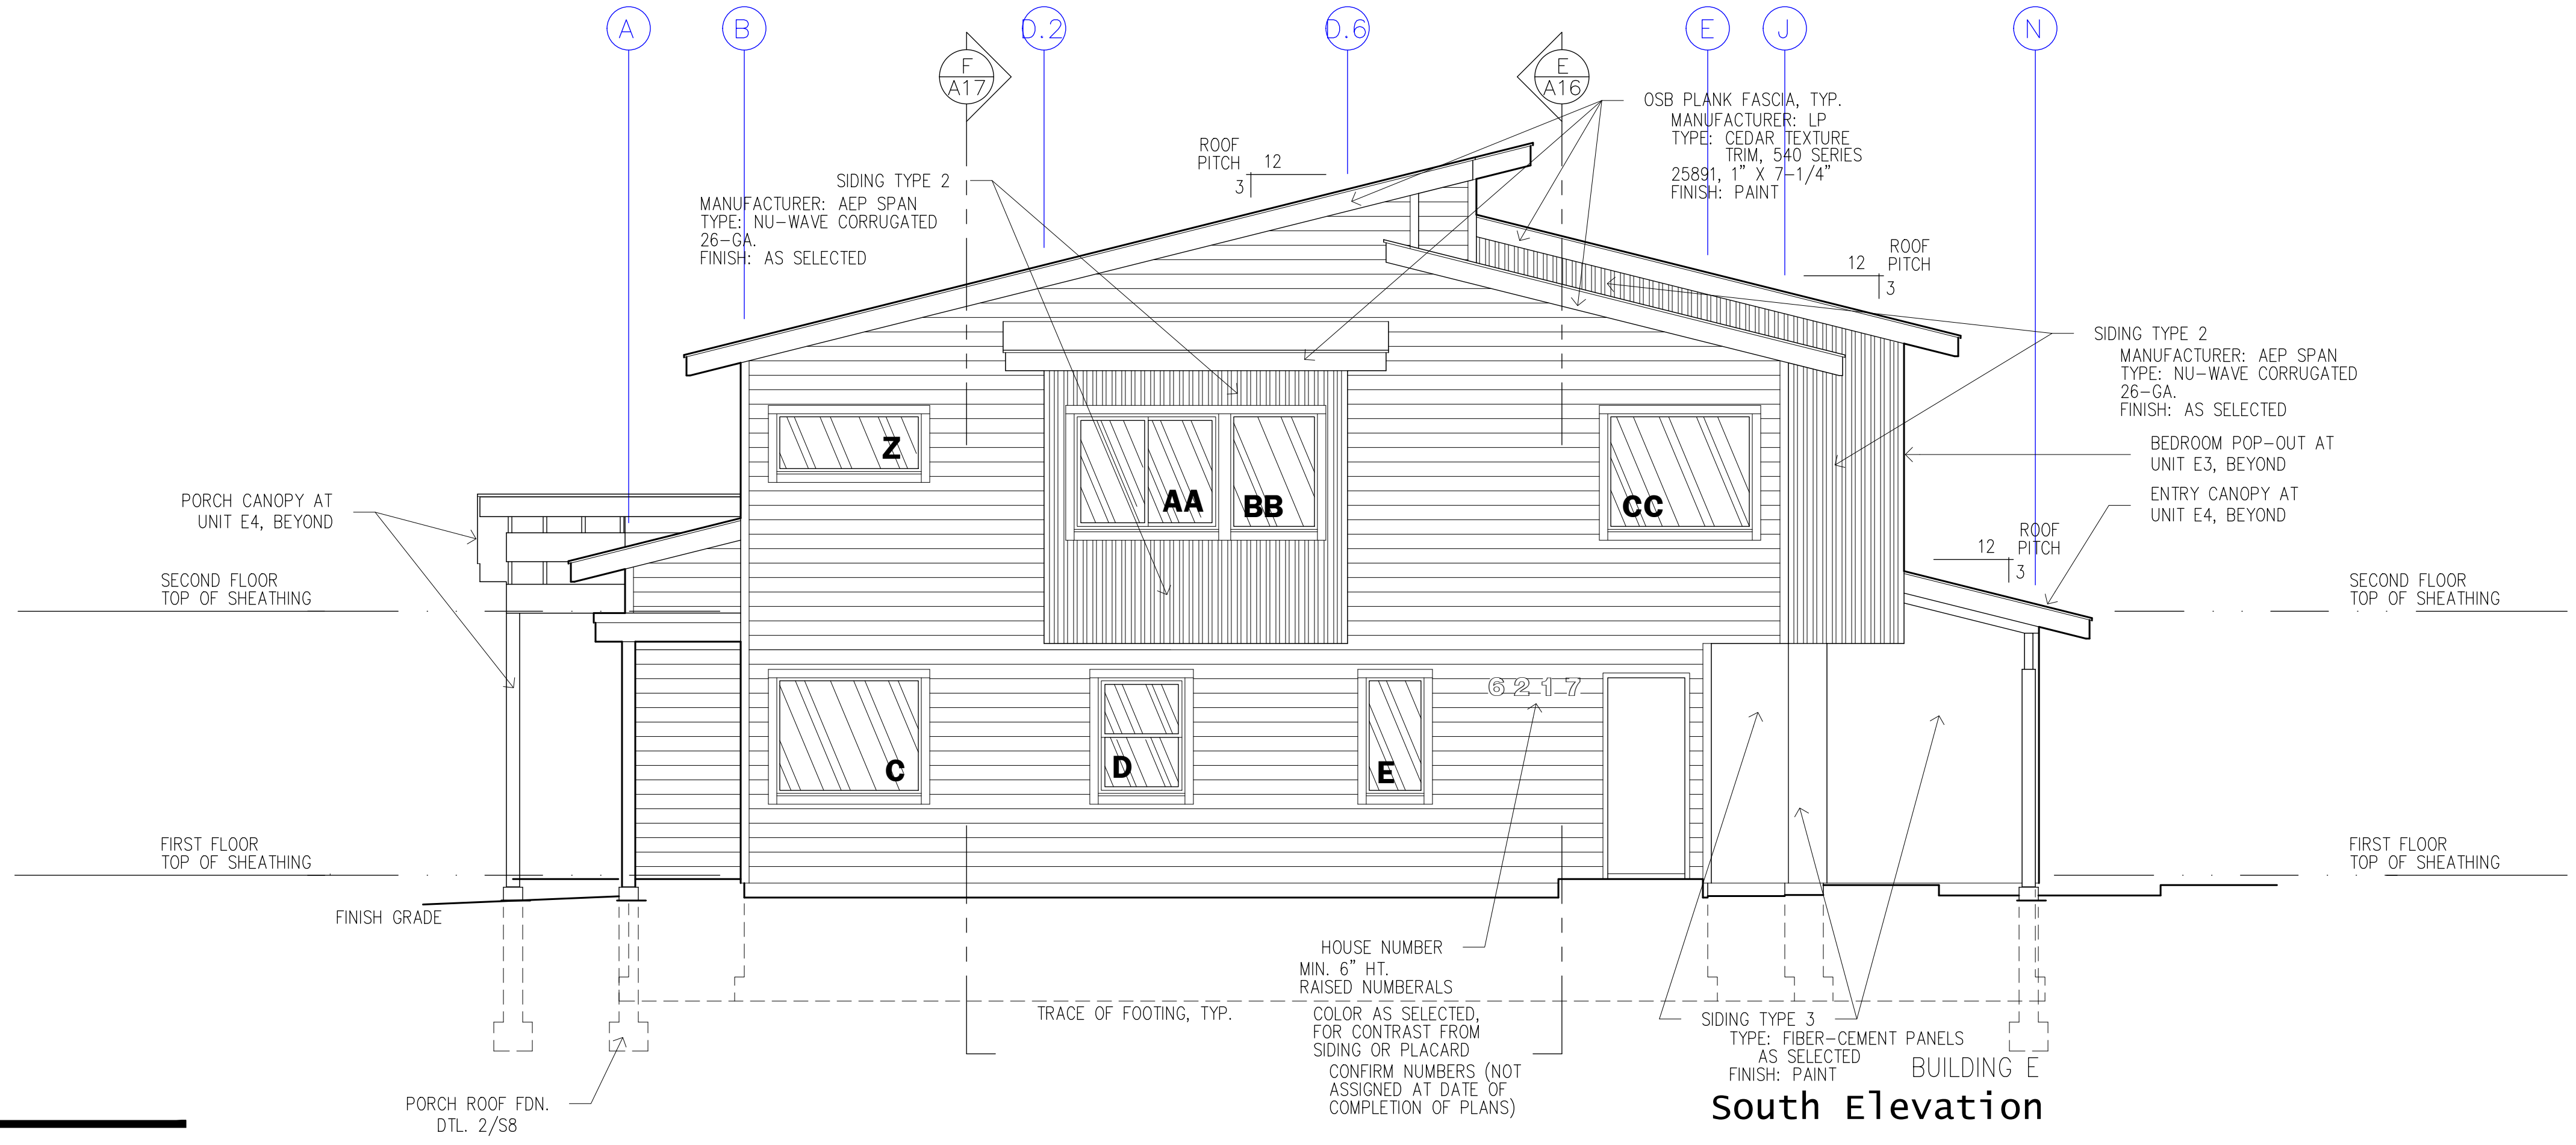 A
B
D.2
D.6
E
J
N
F
A17
E
A16
OSB PLANK FASCIA, TYP.
MANUFACTURER: LP
TYPE: CEDAR TEXTURE
TRIM, 540 SERIES
25891, 1" X 7-1/4"
FINISH: PAINT
ROOF
PITCH
12
3
SIDING TYPE 2
MANUFACTURER: AEP SPAN
TYPE: NU-WAVE CORRUGATED
26-GA.
FINISH: AS SELECTED
ROOF
PITCH
12
3
SIDING TYPE 2
MANUFACTURER: AEP SPAN
TYPE: NU-WAVE CORRUGATED
26-GA.
FINISH: AS SELECTED
BEDROOM POP-OUT AT
UNIT E3, BEYOND
ENTRY CANOPY AT
UNIT E4, BEYOND
ROOF
PITCH
12
3
PORCH CANOPY AT
UNIT E4, BEYOND
Z
AA
BB
CC
SECOND FLOOR
TOP OF SHEATHING
SECOND FLOOR
TOP OF SHEATHING
6217
C
D
E
FIRST FLOOR
TOP OF SHEATHING
FIRST FLOOR
TOP OF SHEATHING
FINISH GRADE
HOUSE NUMBER
MIN. 6" HT.
RAISED NUMBERALS
COLOR AS SELECTED,
FOR CONTRAST FROM
SIDING OR PLACARD
CONFIRM NUMBERS (NOT
ASSIGNED AT DATE OF
COMPLETION OF PLANS)
TRACE OF FOOTING, TYP.
SIDING TYPE 3
TYPE: FIBER-CEMENT PANELS
AS SELECTED
FINISH: PAINT
PORCH ROOF FDN.
DTL. 2/S8
BUILDING E
South Elevation